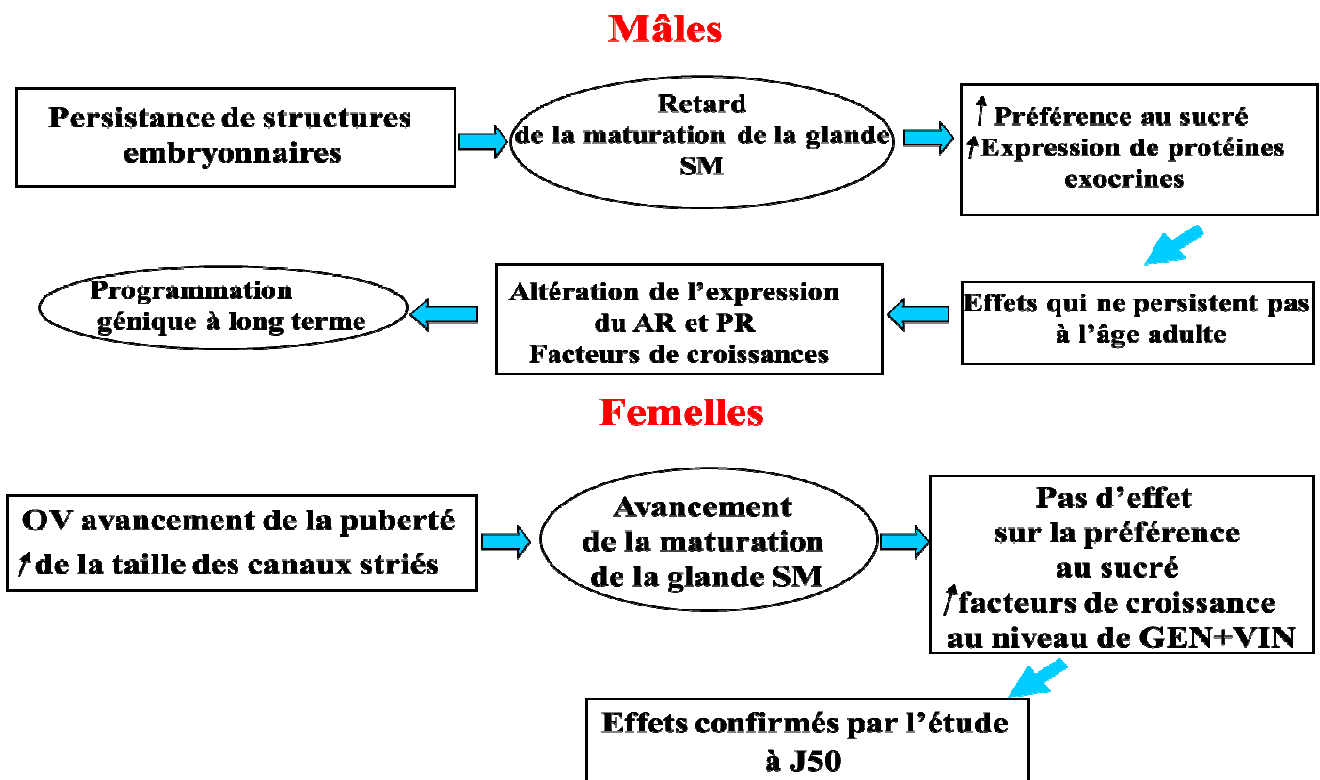 Mâles
Persistance de structures
embryonnaires
Retard
de la maturation de la glande
SM
↑ Préférence au sucré
↑Expression de protéines
exocrines
Effets qui ne persistent pas
à l'âge adulte
Altération de l'expression
du AR et PR
Facteurs de croissances
Programmation
génique à long terme
Femelles
OV avancement de la puberté
↑ de la taille des canaux striés
Avancement
de la maturation
de la glande SM
Pas d'effet
sur la préférence
au sucré
↑facteurs de croissance
au niveau de GEN+VIN
Effets confirmés par l'étude
à J50